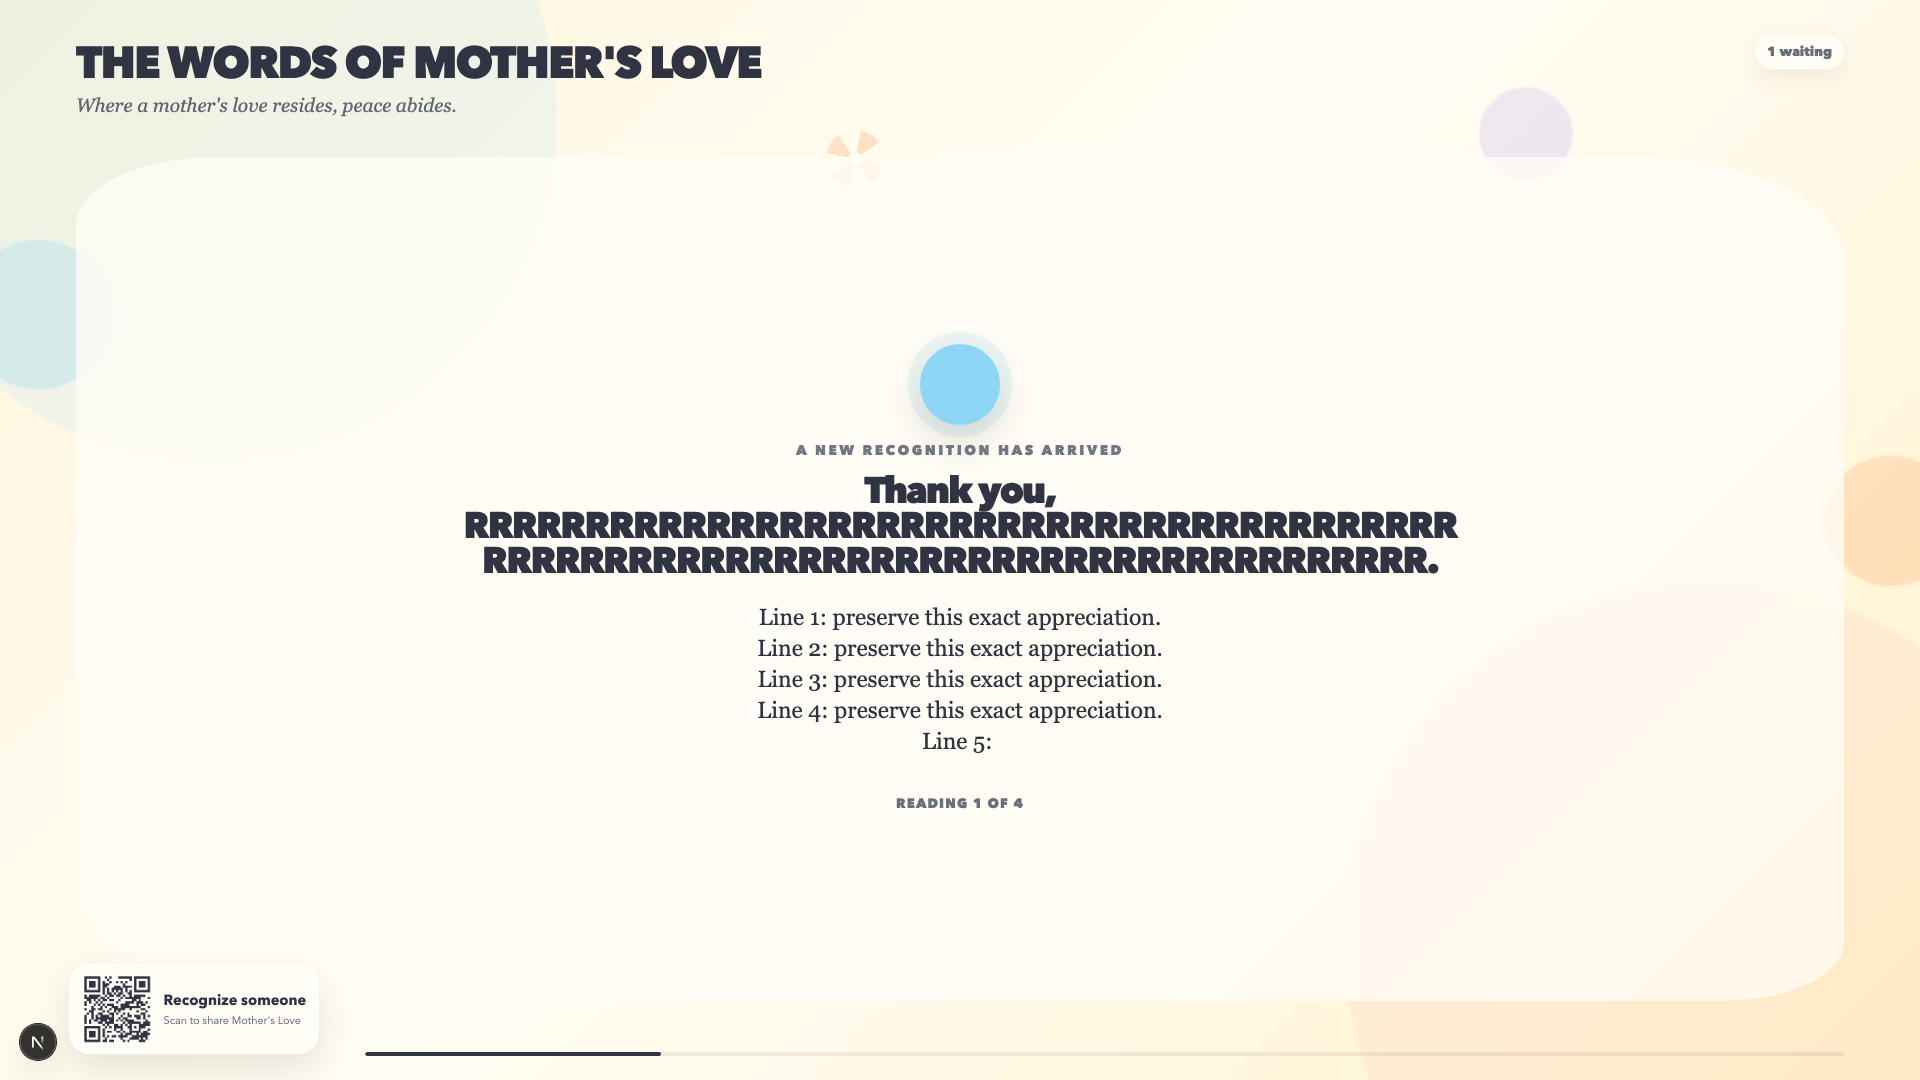 THE WORDS OF MOTHER'S LOVE
Where a mother's love resides, peace abides.
1 waiting
A NEW RECOGNITION HAS ARRIVED
Thank you,
RRRRRRRRRRRRRRRRRRRRRRRRRRRRRRRRRRRRRRRRR
RRRRRRRRRRRRRRRRRRRRRRRRRRRRRRRRRRRRRRR.
Line 1: preserve this exact appreciation.
Line 2: preserve this exact appreciation.
Line 3: preserve this exact appreciation.
Line 4: preserve this exact appreciation.
Line 5:
READING 1 OF 4
Recognize someone
Scan to share Mother's Love
N